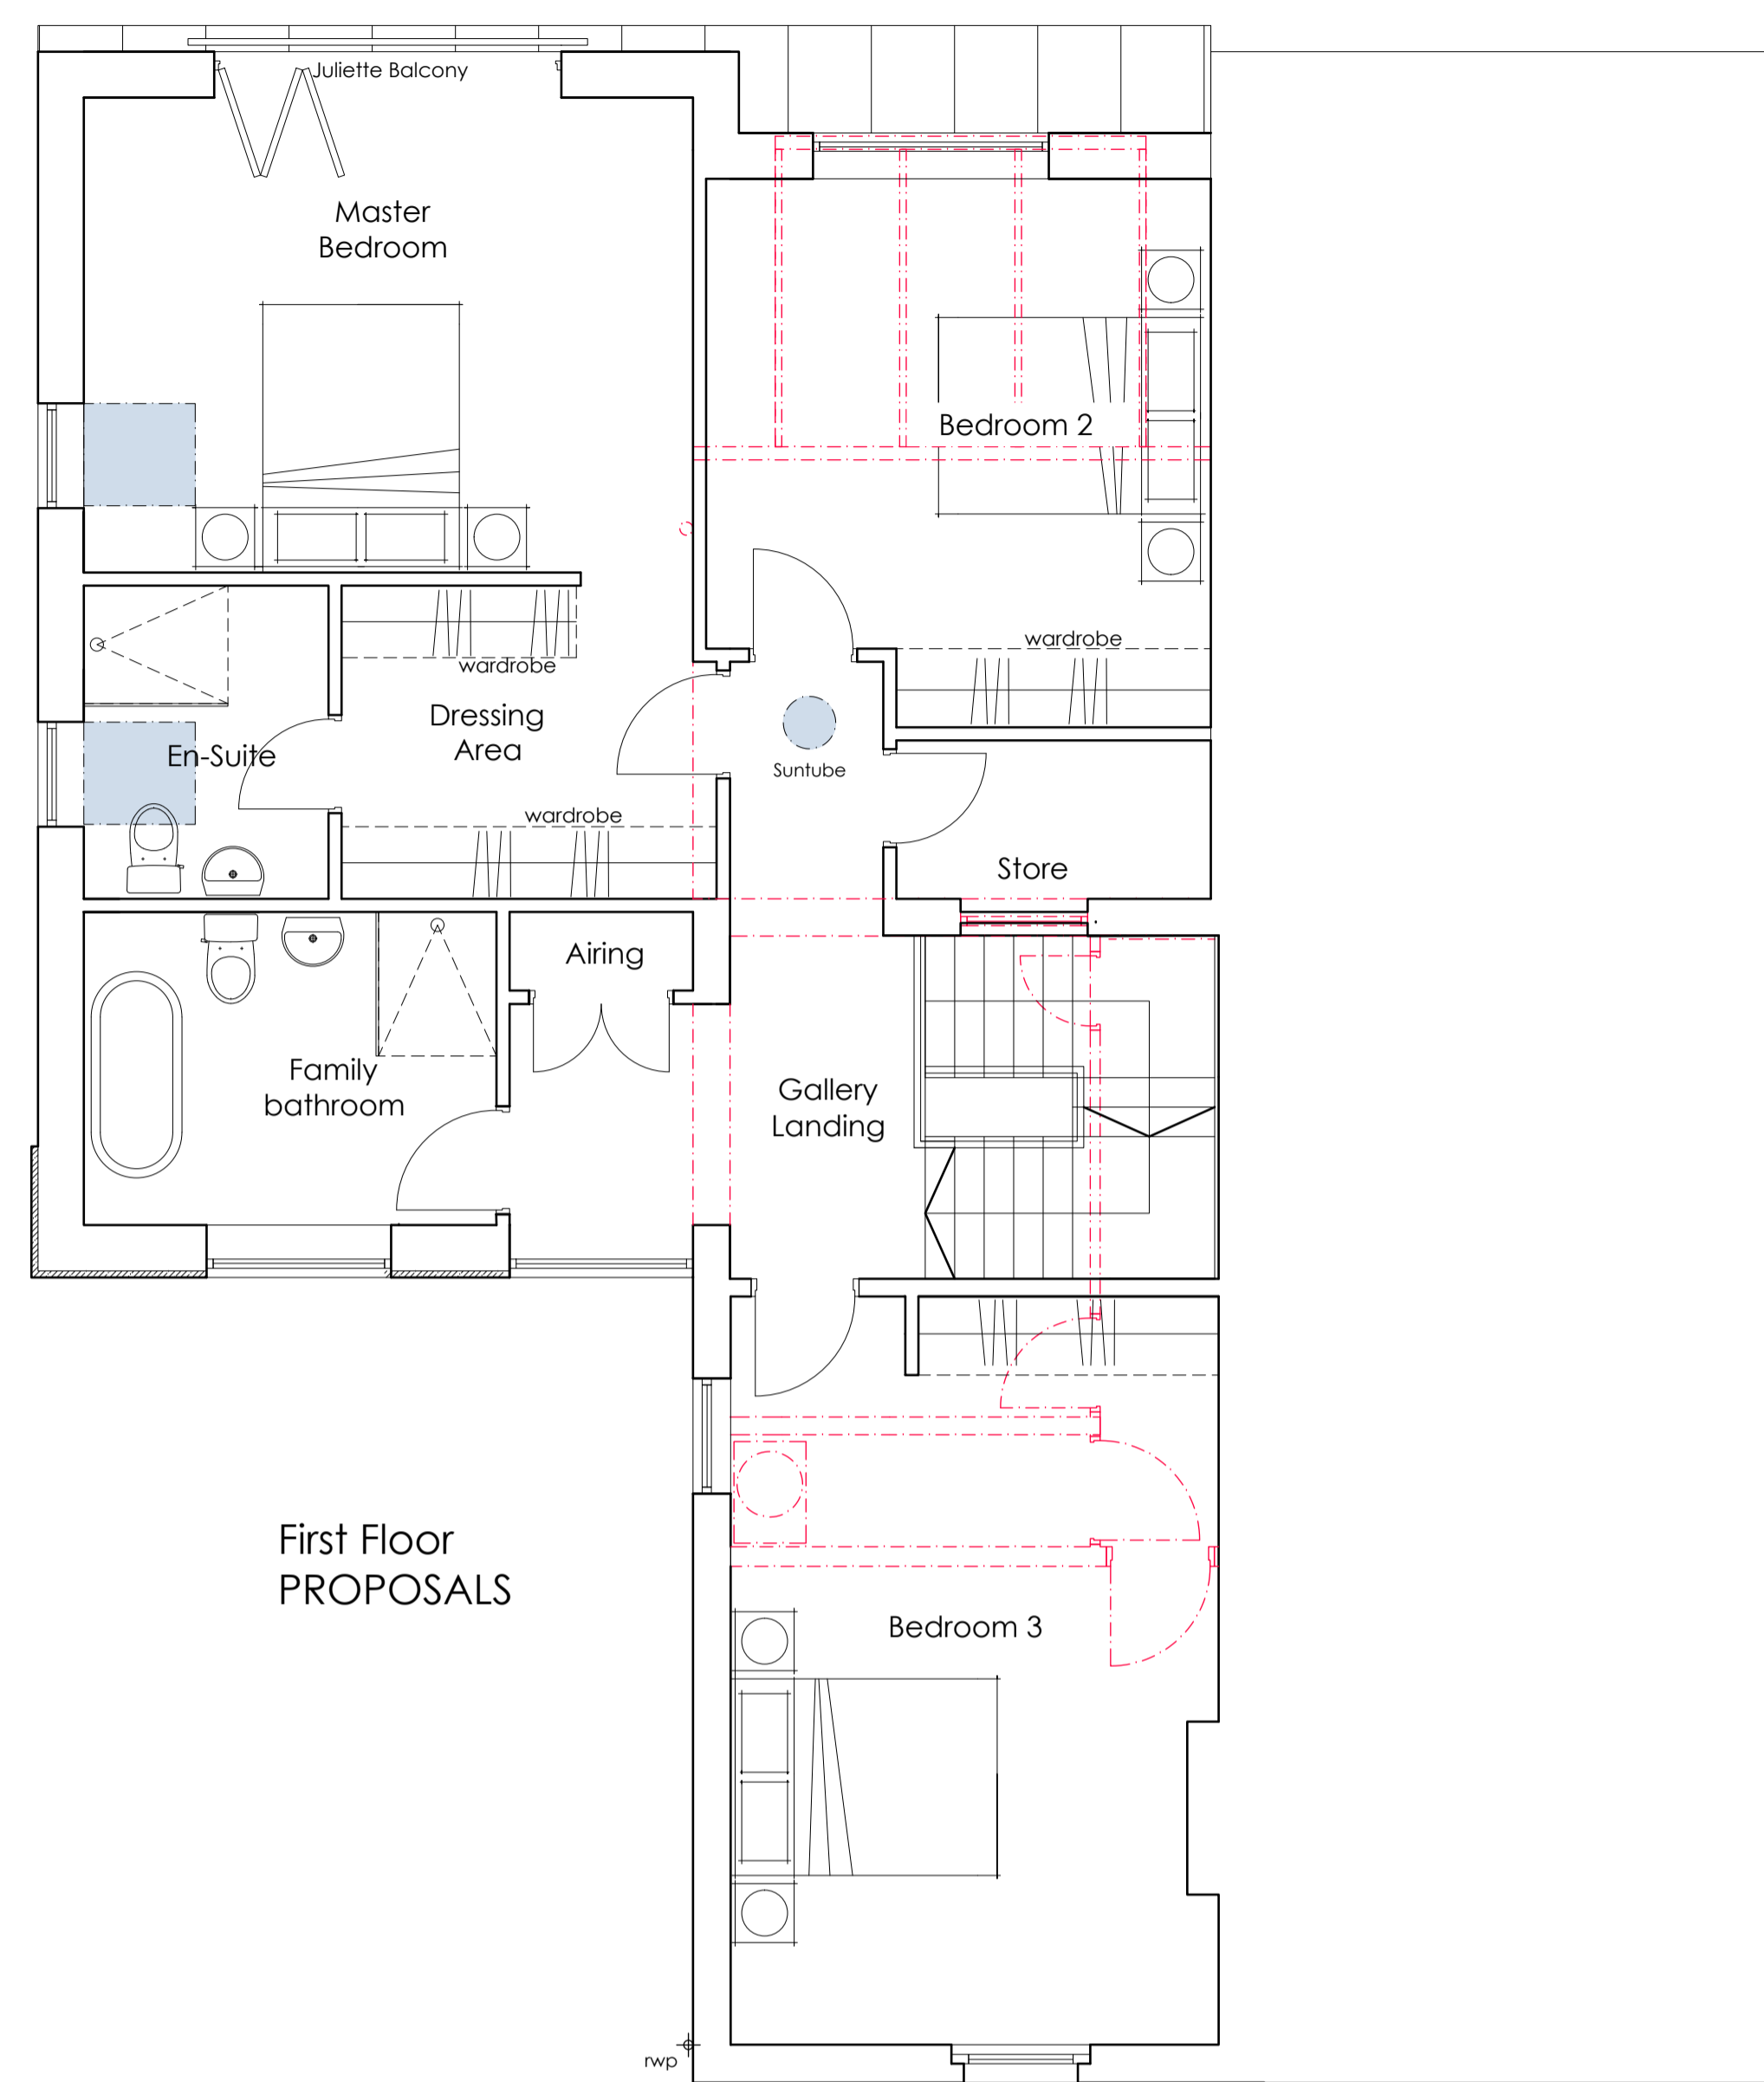 Juliette Balcony
Master
Bedroom
Bedroom 2
wardrobe
wardrobe
Dressing
Area
En-Suite
Suntube
wardrobe
Store
Airing
Family
bathroom
Gallery
Landing
First Floor
PROPOSALS
Bedroom 3
rwp